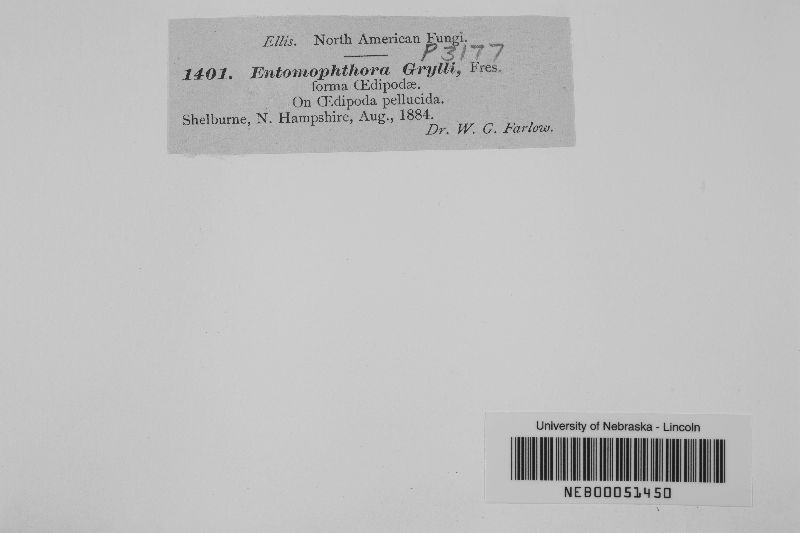 Ellis. North American Fungi.
P3177
1401. Entomophthora Grylli, Fres.
forma Œdipodæ.
On Œdipoda pellucida.
Shelburne, N. Hampshire, Aug., 1884.
Dr. W. G. Farlow.
University of Nebraska - Lincoln
NEB00051450